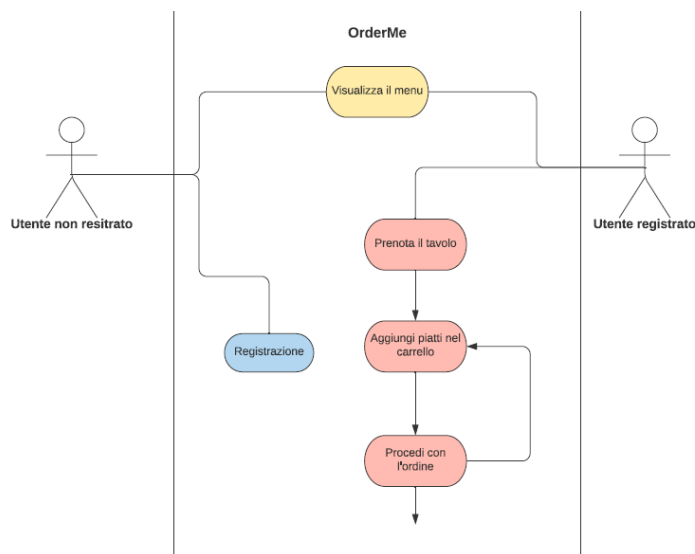 OrderMe
Visualizza il menu
Utente non resitrato
Utente registrato
Prenota il tavolo
Registrazione
Aggiungi piatti nel
carrello
Procedi con
l'ordine